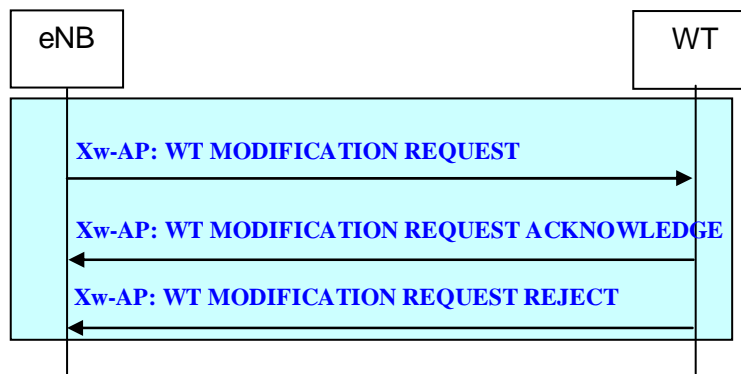 eNB
WT
Xw-AP: WT MODIFICATION REQUEST
Xw-AP: WT MODIFICATION REQUEST ACKNOWLEDGE
Xw-AP: WT MODIFICATION REQUEST REJECT